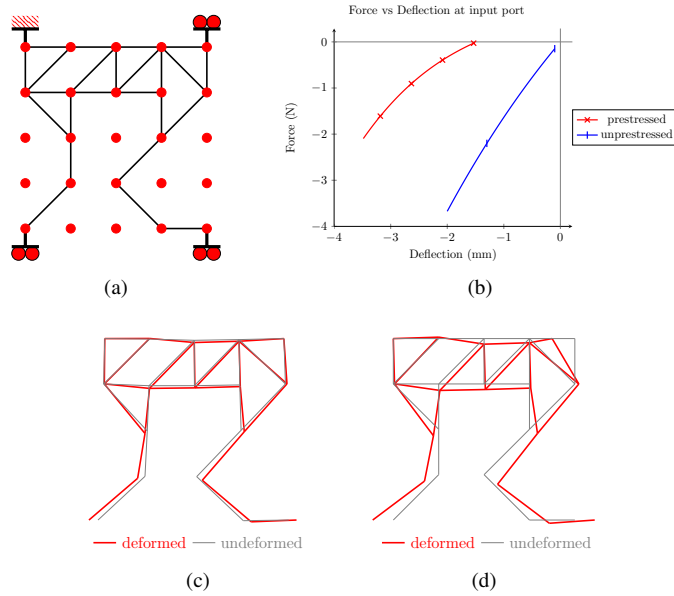 Force vs Deflection at input port
0
−1
−2
−3
−4
Force (N)
−4
−3
−2
−1
0
Deflection (mm)
prestressed
unprestressed
(a)
(b)
deformed
undeformed
deformed
undeformed
(c)
(d)